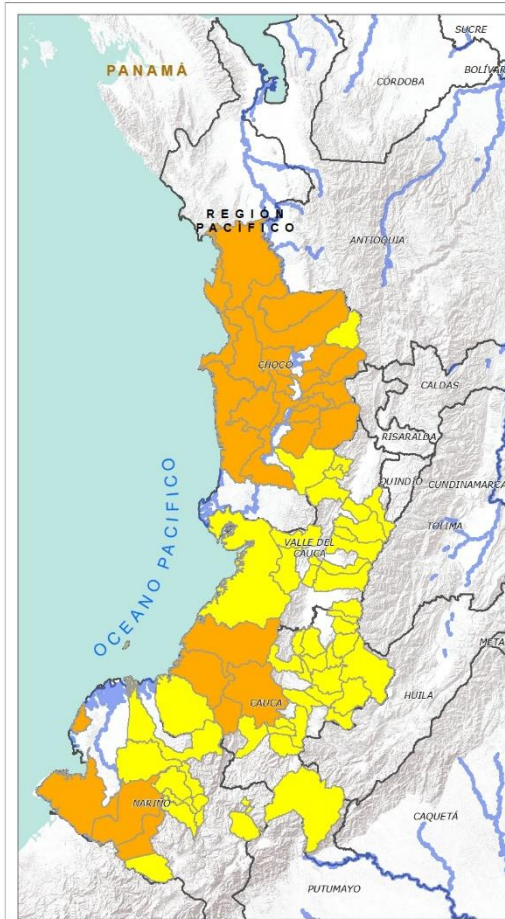 SUCRE
BOLÍVAR
PANAMÁ
CÓRDOBA
REGIÓN
PACÍFICO
ANTIOQUIA
CHOCO
CALDAS
RISARALDA
QUINDÍO
CUNDINAMARCA
OCEANO PACIFICO
TOLIMA
VALLE DEL
CAUCA
META
HUILA
CAUCA
NARIÑO
CAQUETÁ
PUTUMAYO